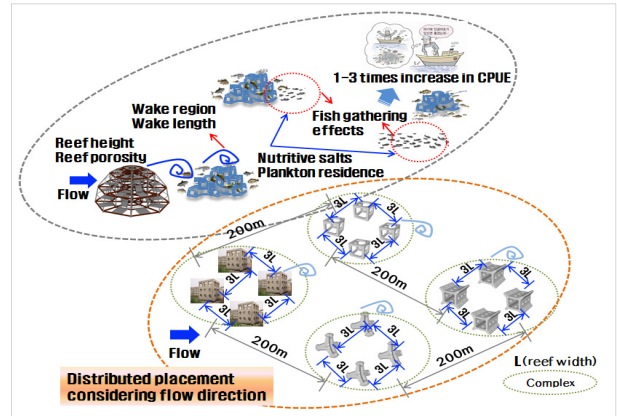 1-3 times increase in CPUE
Wake region
Wake length
Fish gathering
effects
Reef height
Reef porosity
Nutritive salts
Plankton residence
Flow
200m
3L
3L
3L
3L
200m
3L
3L
3L
3L
3L
3L
3L
3L
3L
3L
3L
3L
Flow
200m
200m
L(reef width)
Complex
Distributed placement
considering flow direction